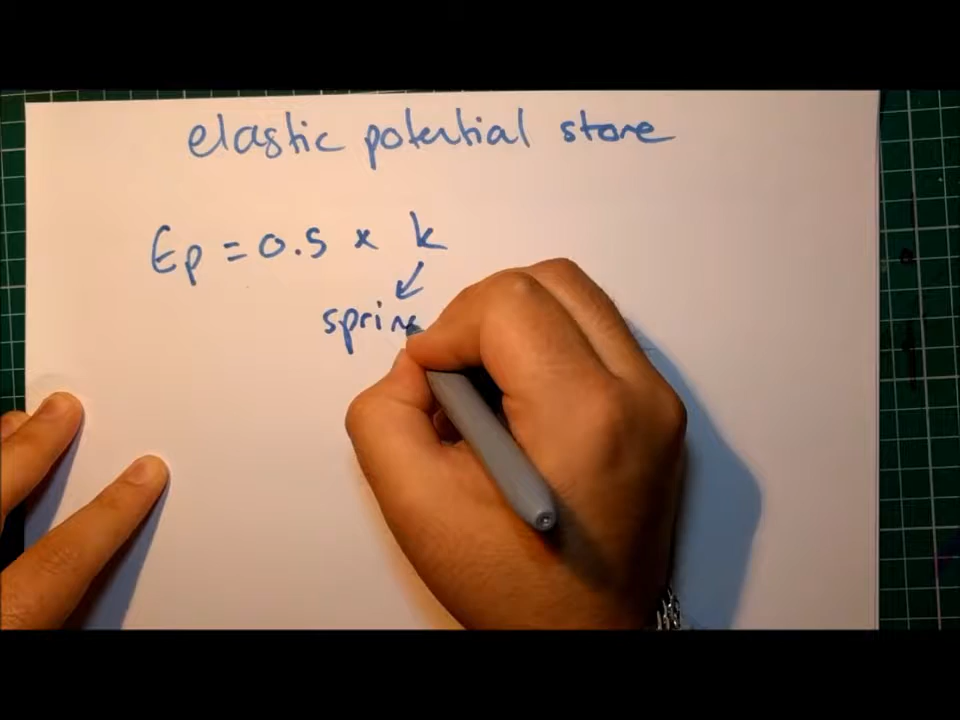 elastic potential store
Ep = 0.5 × k
↙
sprin